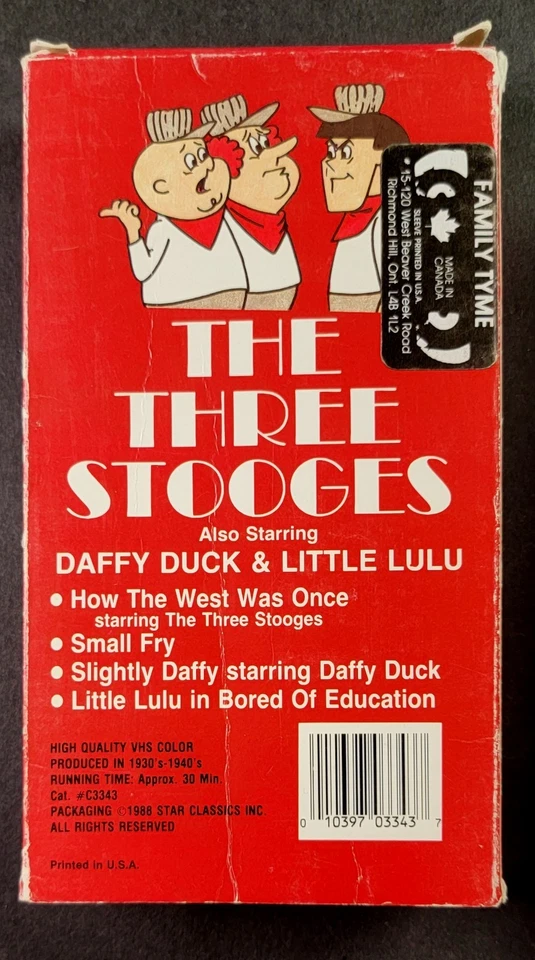 FAMILY TYME
MADE IN
CANADA
SLEEVE PRINTED IN U.S.A.
• 15-120 West Beaver Creek Road
Richmond Hill, Ont. L4B 1L2
THE
THREE
STOOGES
Also Starring
DAFFY DUCK & LITTLE LULU
• How The West Was Once
starring The Three Stooges
• Small Fry
• Slightly Daffy starring Daffy Duck
• Little Lulu in Bored Of Education
HIGH QUALITY VHS COLOR
PRODUCED IN 1930's-1940's
RUNNING TIME: Approx. 30 Min.
Cat. #C3343
PACKAGING ©1988 STAR CLASSICS INC.
ALL RIGHTS RESERVED
Printed in U.S.A.
0 10397 03343 7